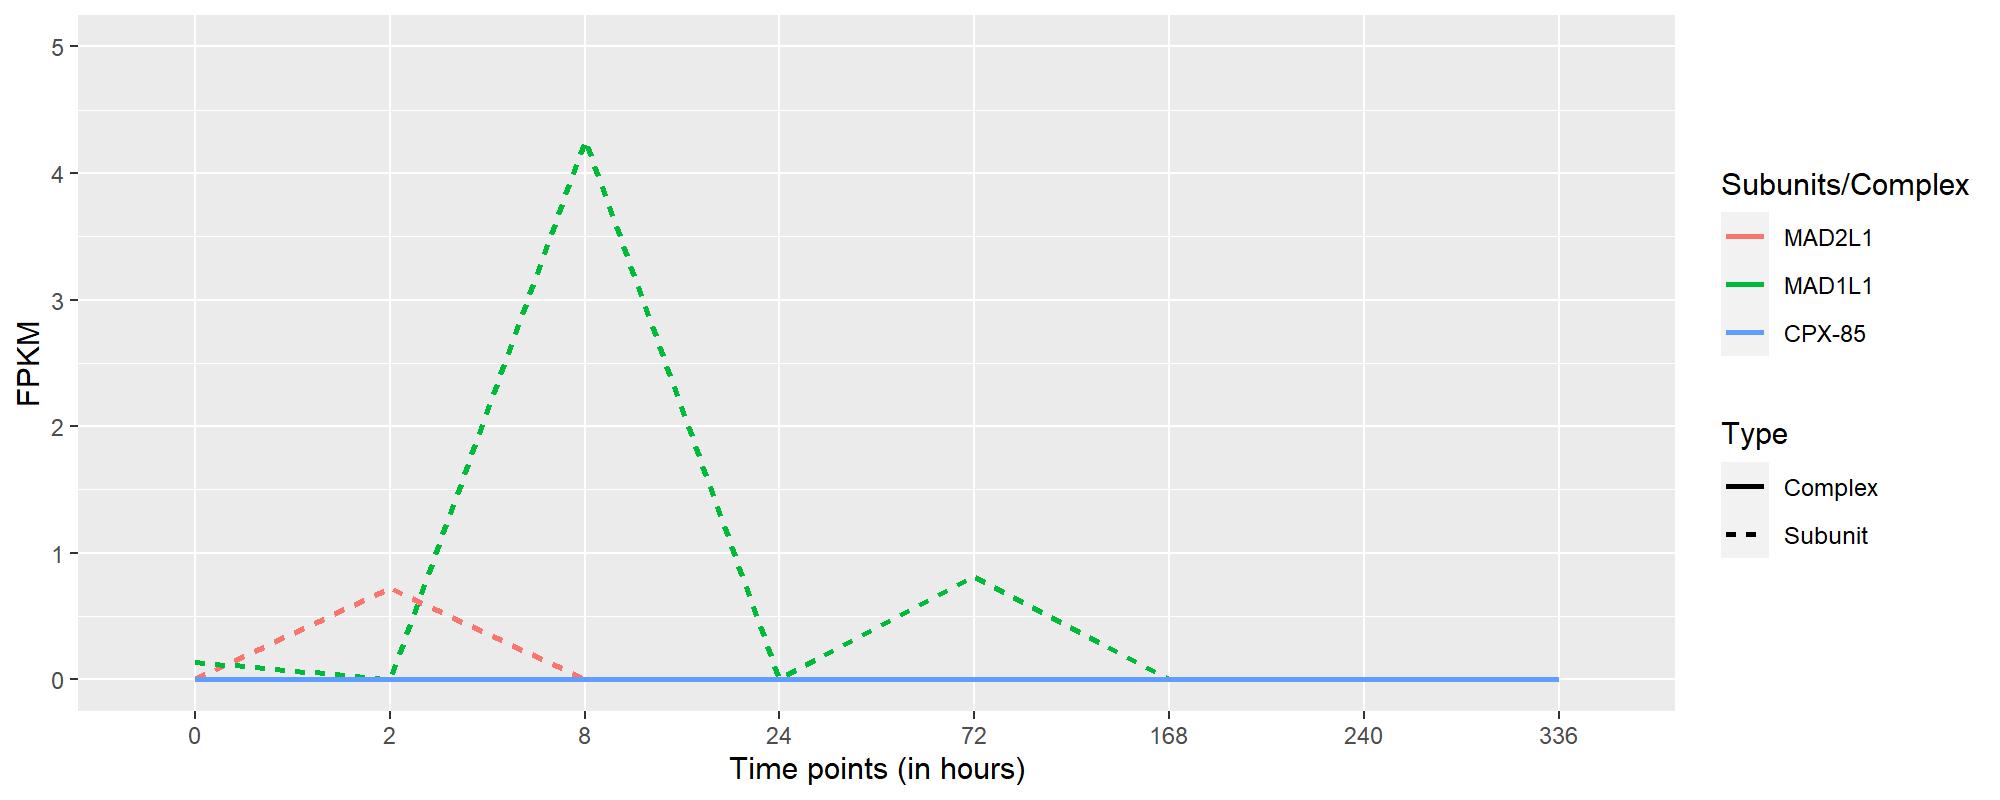 5
4
3
2
1
0
FPKM
0 2 8 24 72 168 240 336
Time points (in hours)
Subunits/Complex
MAD2L1
MAD1L1
CPX-85
Type
Complex
Subunit